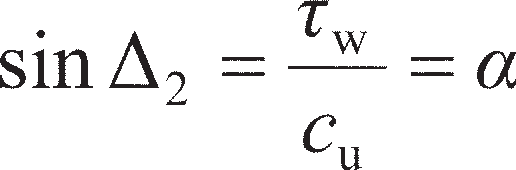 sin Δ₂ = τ_w / c_u = α